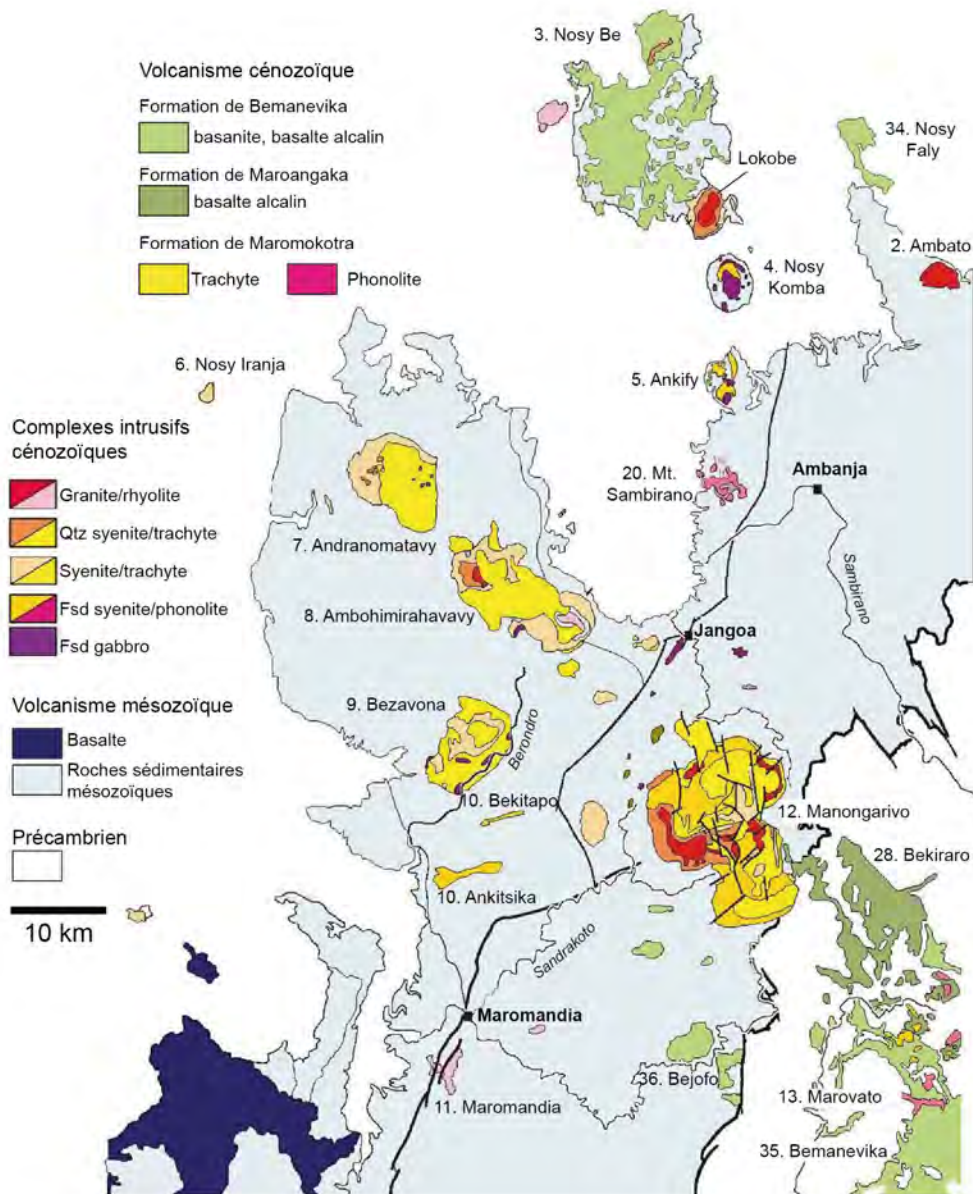 Volcanisme cénozoïque
Formation de Bemanevika
basanite, basalte alcalin
Formation de Maroangaka
basalte alcalin
Formation de Maromokotra
Trachyte
Phonolite
Complexes intrusifs
cénozoïques
Granite/rhyolite
Qtz syenite/trachyte
Syenite/trachyte
Fsd syenite/phonolite
Fsd gabbro
Volcanisme mésozoïque
Basalte
Roches sédimentaires
mésozoïques
Précambrien
10 km
3. Nosy Be
34. Nosy
Faly
Lokobe
2. Ambato
4. Nosy
Komba
6. Nosy Iranja
5. Ankify
20. Mt.
Sambirano
Ambanja
Sambirano
7. Andranomatavy
8. Ambohimirahavavy
Jangoa
9. Bezavona
Berondro
10. Bekitapo
12. Manongarivo
28. Bekiraro
10. Ankitsika
Sandrakoto
Maromandia
36. Bejofo
11. Maromandia
13. Marovato
35. Bemanevika